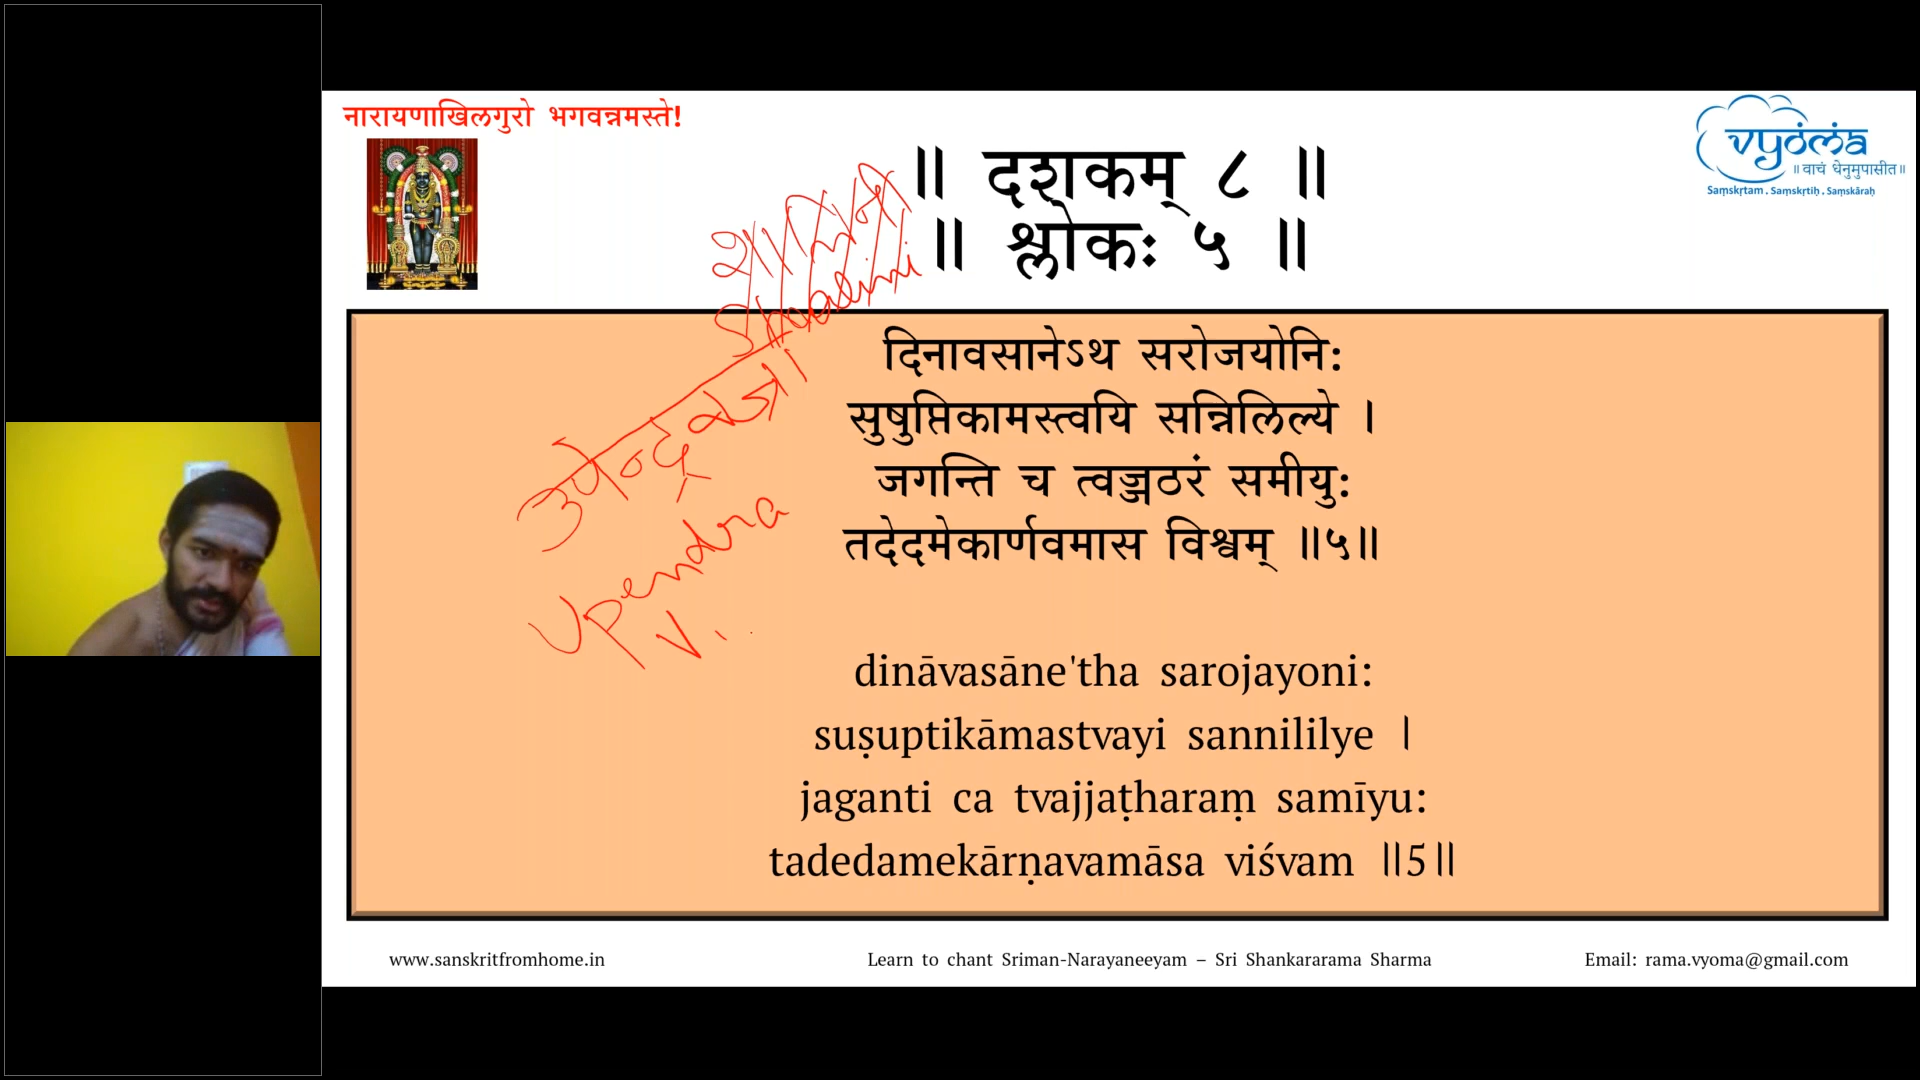 नारायणाखिलगुरो भगवन्नमस्ते!
vyoma
॥ वाचं धेनुमुपासीत॥
Saṃskṛtam . Saṃskṛtiḥ . Saṃskāraḥ
॥ दशकम् ८ ॥
॥ श्लोकः ५ ॥
शालिनी
Shaalini
उपेन्द्रवज्रा
Upendra
V.
दिनावसानेऽथ सरोजयोनि:
सुषुप्तिकामस्त्वयि सन्निलिल्ये ।
जगन्ति च त्वज्जठरं समीयु:
तदेदमेकार्णवमास विश्वम् ॥५॥
dināvasāne'tha sarojayoni:
suṣuptikāmastvayi sannililye ।
jaganti ca tvajjaṭharaṃ samīyu:
tadedamekārṇavamāsa viśvam ॥5॥
www.sanskritfromhome.in
Learn to chant Sriman-Narayaneeyam – Sri Shankararama Sharma
Email: rama.vyoma@gmail.com